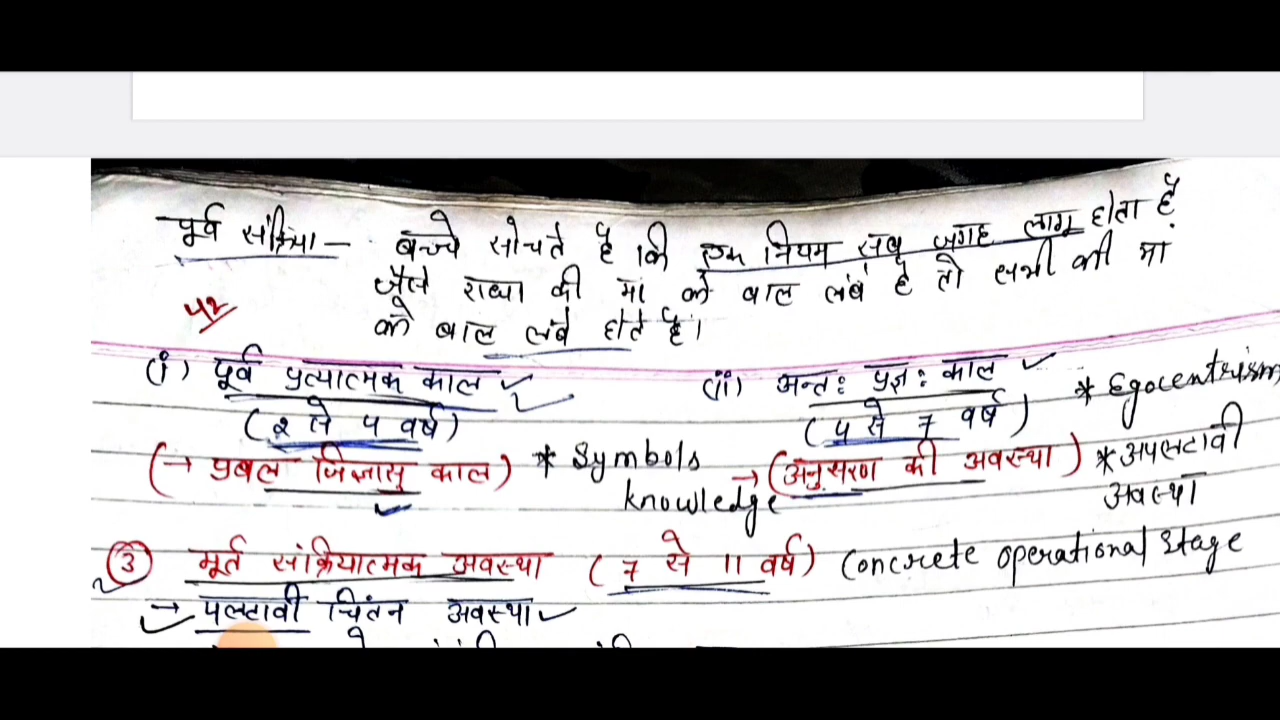 पूर्व संक्रिया — बच्चे सोचते है कि एक नियम सब जगह लागू होता है
जैसे राधा की मां के बाल लंबे है तो सभी की मां
के बाल लंबे होते है।
(i) पूर्व प्रत्यात्मक काल (ii) अन्तः प्रज्ञः काल * Egocentrism
(२ से 4 वर्ष) (4 से 7 वर्ष)
(→ प्रबल जिज्ञासु काल) * Symbols knowledge → (अनुसरण की अवस्था) * अपलटावी अवस्था
③ मूर्त सांक्रियात्मक अवस्था (7 से 11 वर्ष) Concrete operational Stage
→ पलटावी चिंतन अवस्था